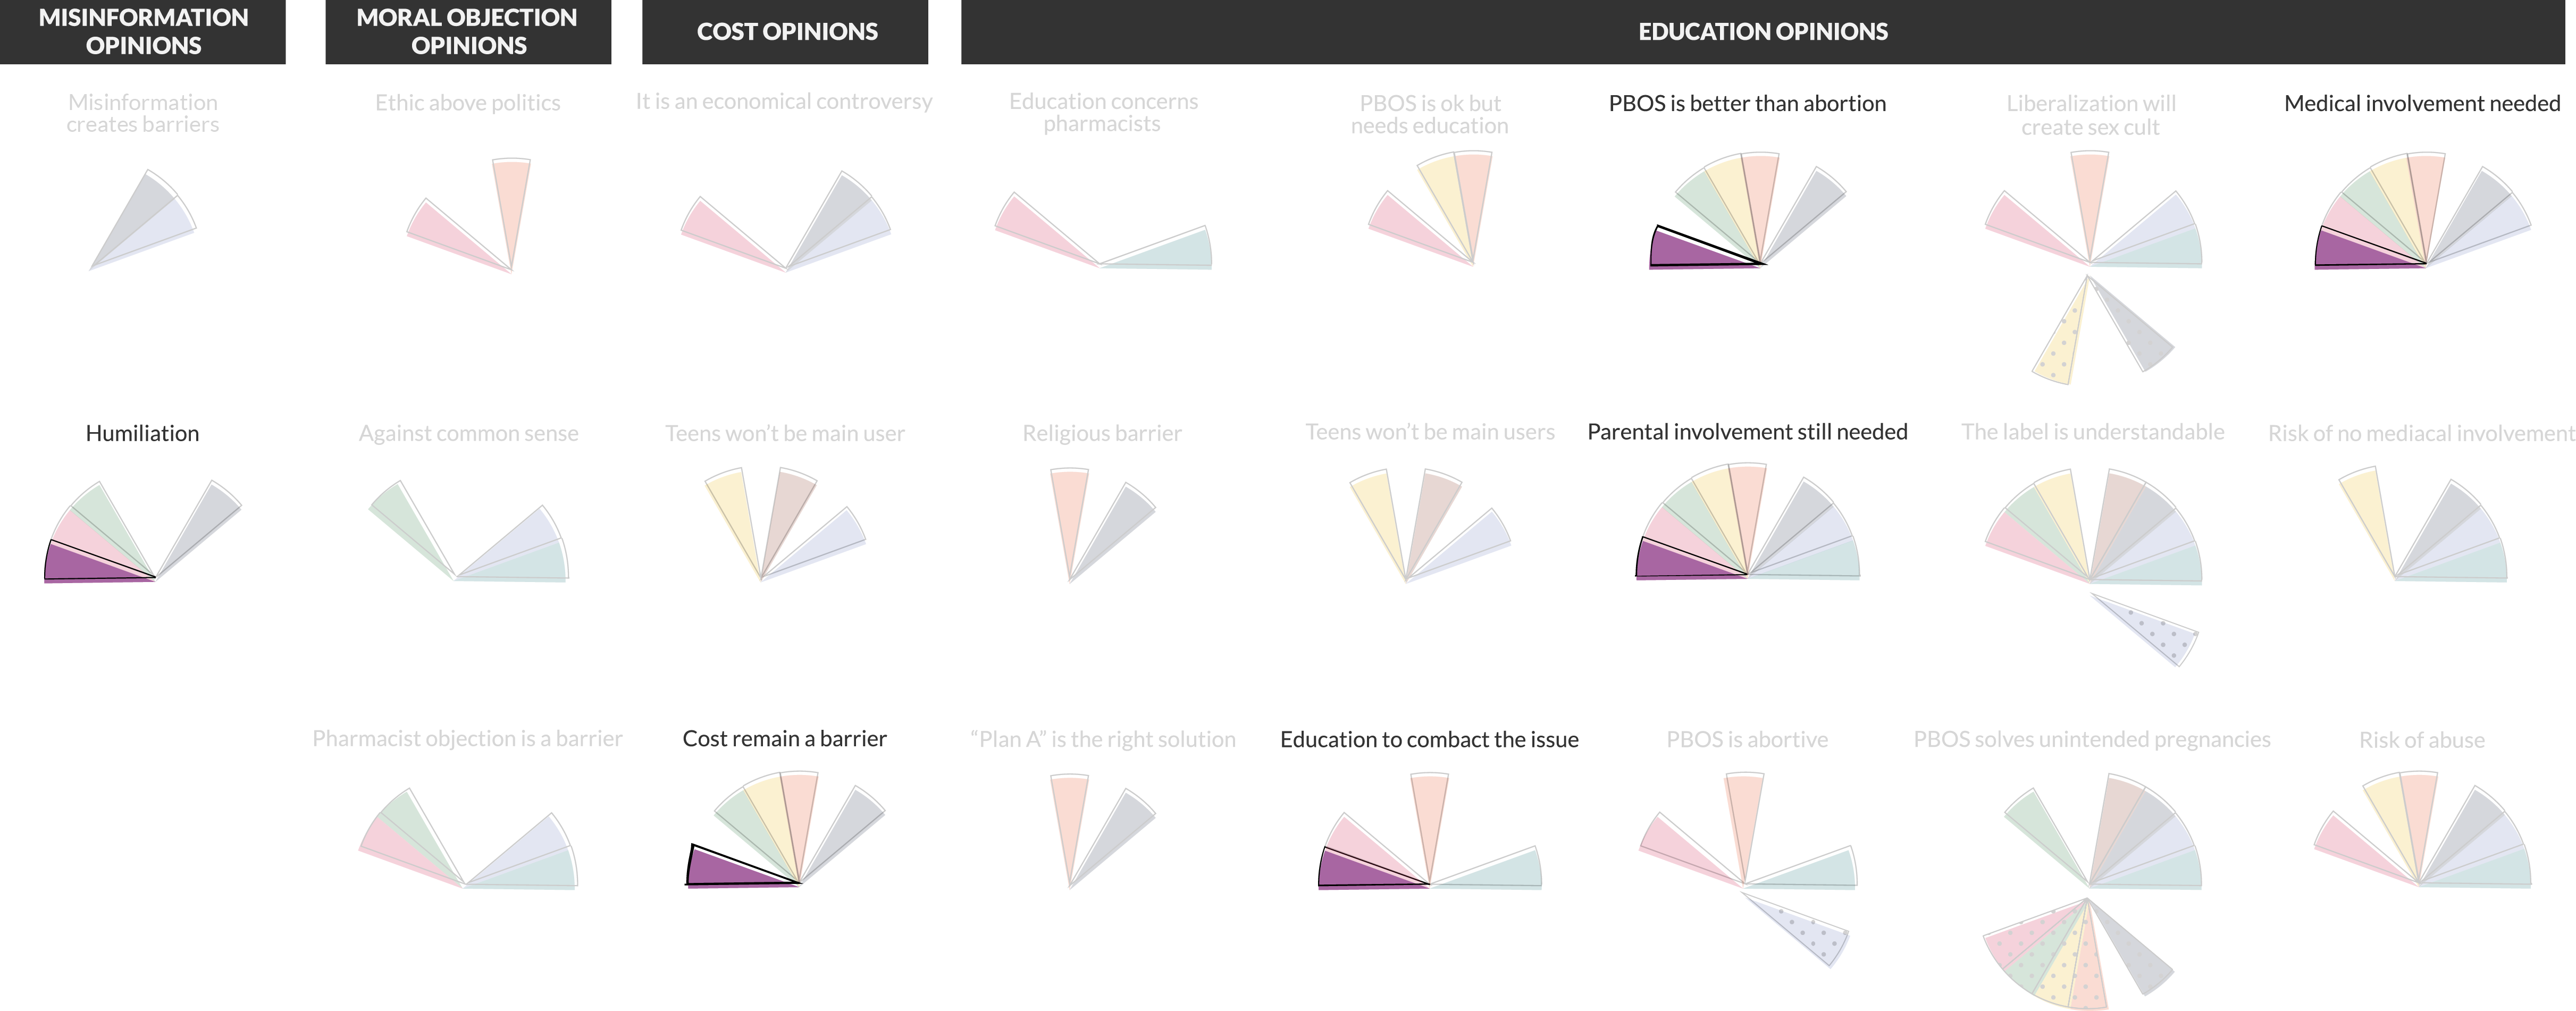 MISINFORMATION
OPINIONS
MORAL OBJECTION
OPINIONS
COST OPINIONS
EDUCATION OPINIONS
Misinformation
creates barriers
Ethic above politics
It is an economical controversy
Education concerns
pharmacists
PBOS is ok but
needs education
PBOS is better than abortion
Liberalization will
create sex cult
Medical involvement needed
Humiliation
Against common sense
Teens won’t be main user
Religious barrier
Teens won’t be main users
Parental involvement still needed
The label is understandable
Risk of no mediacal involvement
Pharmacist objection is a barrier
Cost remain a barrier
“Plan A” is the right solution
Education to combact the issue
PBOS is abortive
PBOS solves unintended pregnancies
Risk of abuse